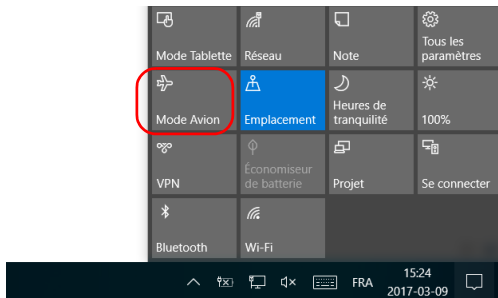 Mode Tablette
Réseau
Note
Tous les
paramètres
Mode Avion
Emplacement
Heures de
tranquilité
100%
VPN
Économiseur
de batterie
Projet
Se connecter
Bluetooth
Wi-Fi
FRA
15:24
2017-03-09